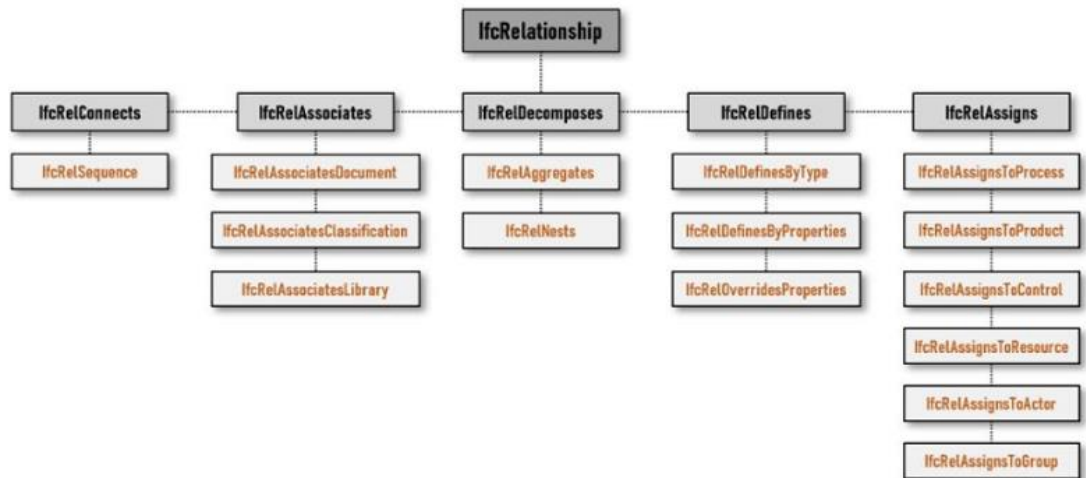 IfcRelationship
IfcRelConnects
IfcRelAssociates
IfcRelDecomposes
IfcRelDefines
IfcRelAssigns
IfcRelSequence
IfcRelAssociatesDocument
IfcRelAggregates
IfcRelDefinesByType
IfcRelAssignsToProcess
IfcRelAssociatesClassification
IfcRelNests
IfcRelDefinesByProperties
IfcRelAssignsToProduct
IfcRelAssociatesLibrary
IfcRelOverridesProperties
IfcRelAssignsToControl
IfcRelAssignsToResource
IfcRelAssignsToActor
IfcRelAssignsToGroup